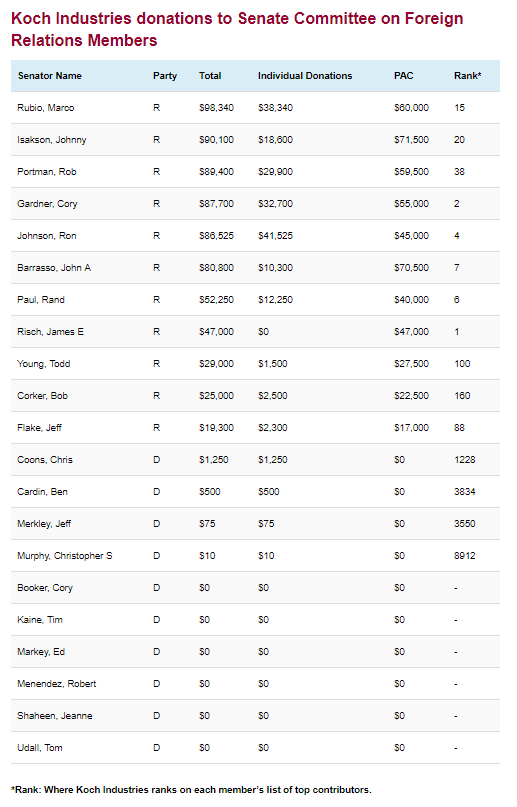 Koch Industries donations to Senate Committee on Foreign
Relations Members
Senator Name Party Total Individual Donations PAC Rank*
Rubio, Marco R $98,340 $38,340 $60,000 15
Isakson, Johnny R $90,100 $18,600 $71,500 20
Portman, Rob R $89,400 $29,900 $59,500 38
Gardner, Cory R $87,700 $32,700 $55,000 2
Johnson, Ron R $86,525 $41,525 $45,000 4
Barrasso, John A R $80,800 $10,300 $70,500 7
Paul, Rand R $52,250 $12,250 $40,000 6
Risch, James E R $47,000 $0 $47,000 1
Young, Todd R $29,000 $1,500 $27,500 100
Corker, Bob R $25,000 $2,500 $22,500 160
Flake, Jeff R $19,300 $2,300 $17,000 88
Coons, Chris D $1,250 $1,250 $0 1228
Cardin, Ben D $500 $500 $0 3834
Merkley, Jeff D $75 $75 $0 3550
Murphy, Christopher S D $10 $10 $0 8912
Booker, Cory D $0 $0 $0 -
Kaine, Tim D $0 $0 $0 -
Markey, Ed D $0 $0 $0 -
Menendez, Robert D $0 $0 $0 -
Shaheen, Jeanne D $0 $0 $0 -
Udall, Tom D $0 $0 $0 -
*Rank: Where Koch Industries ranks on each member's list of top contributors.